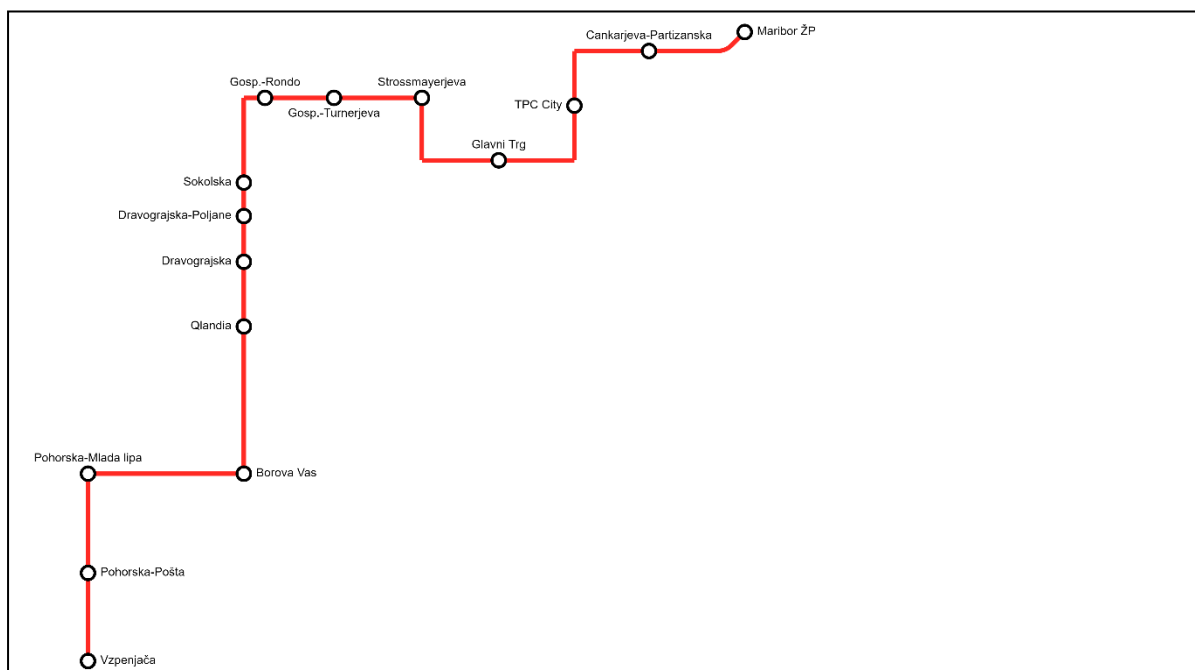 Cankarjeva-Partizanska
Maribor ŽP
Gosp.-Rondo
Strossmayerjeva
Gosp.-Turnerjeva
TPC City
Glavni Trg
Sokolska
Dravograjska-Poljane
Dravograjska
Qlandia
Pohorska-Mlada lipa
Borova Vas
Pohorska-Pošta
Vzpenjača